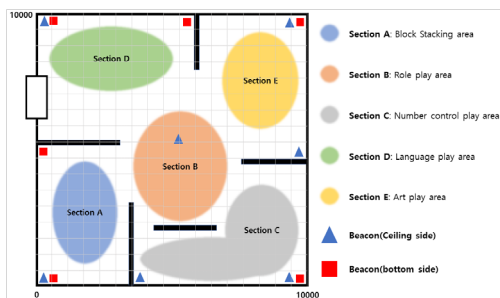 10000
Section D
Section E
Section B
Section A
Section C
0
10000
Section A: Block Stacking area
Section B: Role play area
Section C: Number control play area
Section D: Language play area
Section E: Art play area
Beacon(Ceiling side)
Beacon(bottom side)